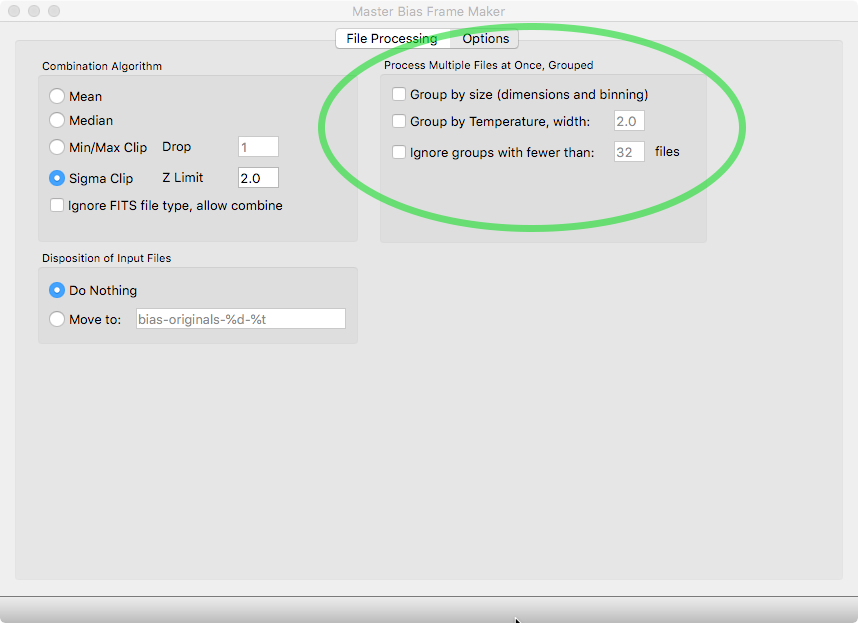 Master Bias Frame Maker
File Processing Options
Combination Algorithm
Mean
Median
Min/Max Clip Drop 1
Sigma Clip Z Limit 2.0
Ignore FITS file type, allow combine
Process Multiple Files at Once, Grouped
Group by size (dimensions and binning)
Group by Temperature, width: 2.0
Ignore groups with fewer than: 32 files
Disposition of Input Files
Do Nothing
Move to: bias-originals-%d-%t